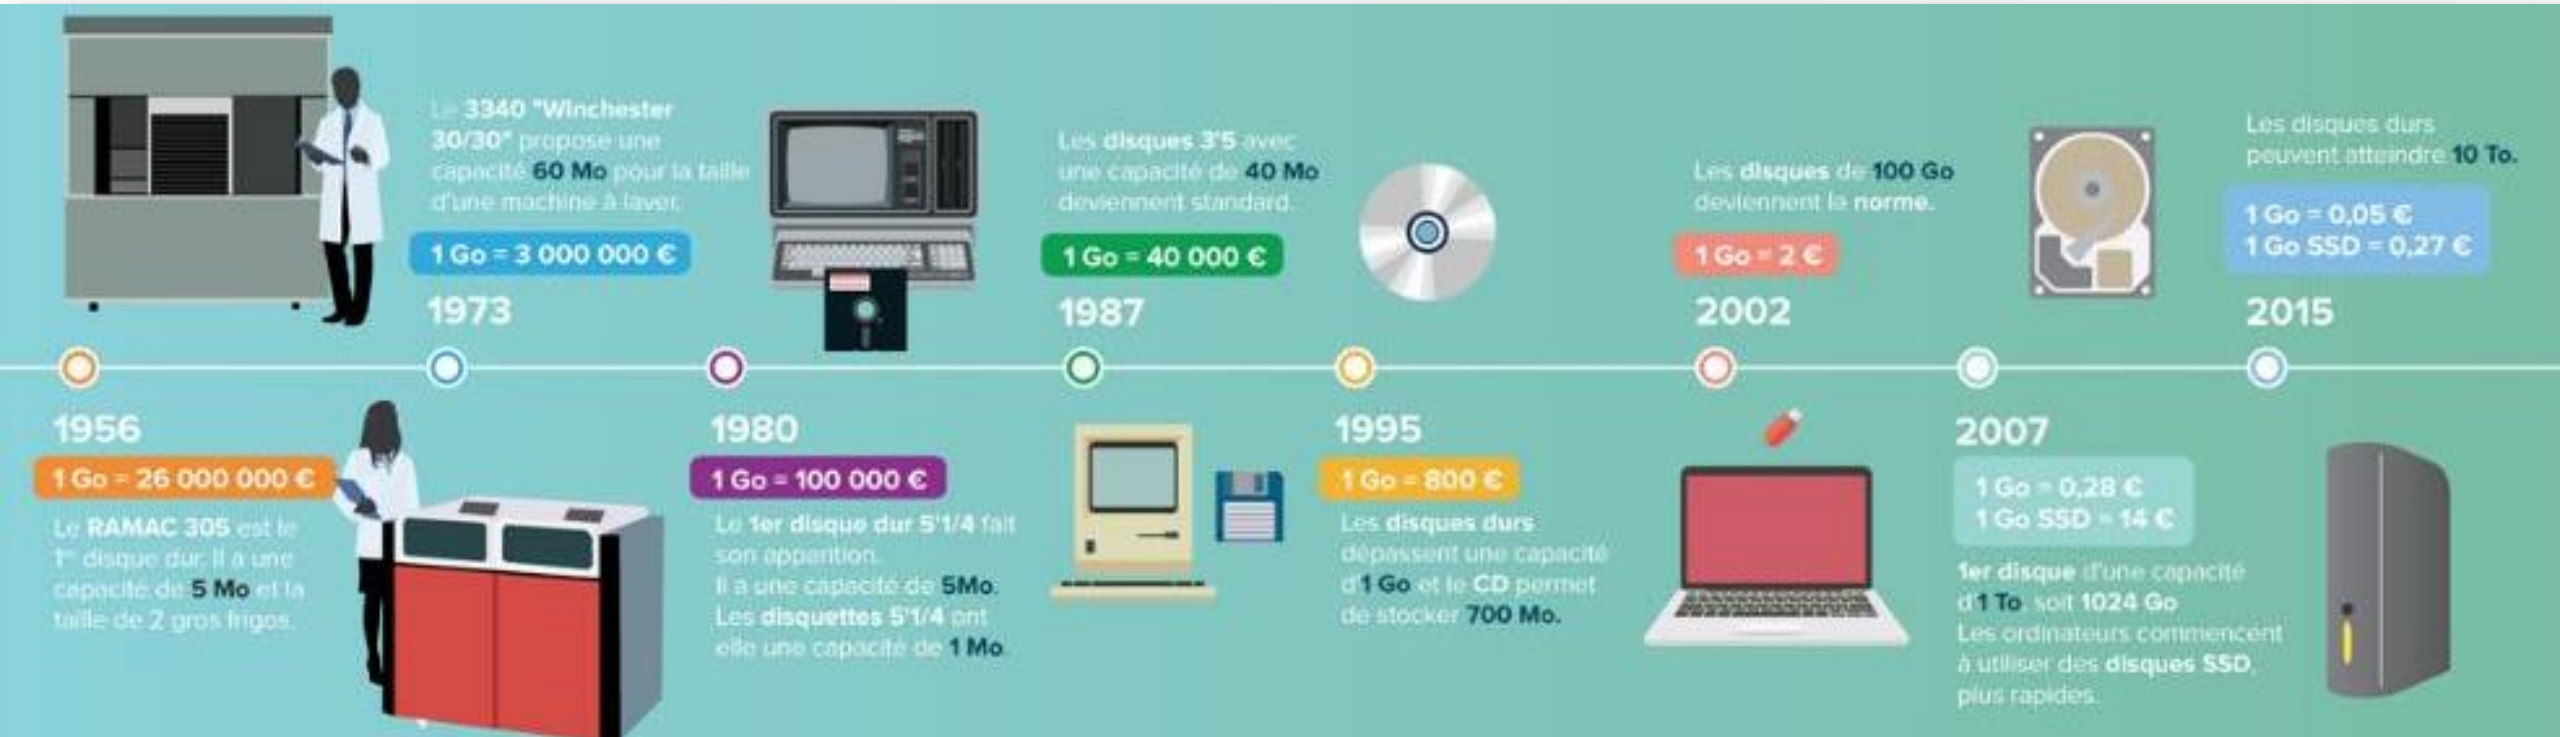 1956
1 Go = 26 000 000 €
Le RAMAC 305 est le
1er disque dur. Il a une
capacité de 5 Mo et la
taille de 2 gros frigos.
Le 3340 "Winchester
30/30" propose une
capacité 60 Mo pour la taille
d'une machine à laver.
1 Go = 3 000 000 €
1973
1980
1 Go = 100 000 €
Le 1er disque dur 5'1/4 fait
son apparition.
Il a une capacité de 5Mo.
Les disquettes 5'1/4 ont
elle une capacité de 1 Mo.
Les disques 3'5 avec
une capacité de 40 Mo
deviennent standard.
1 Go = 40 000 €
1987
1995
1 Go = 800 €
Les disques durs
dépassent une capacité
d'1 Go et le CD permet
de stocker 700 Mo.
Les disques de 100 Go
deviennent la norme.
1 Go = 2 €
2002
2007
1 Go = 0,28 €
1 Go SSD = 14 €
1er disque d'une capacité
d'1 To soit 1024 Go
Les ordinateurs commencent
à utiliser des disques SSD,
plus rapides.
Les disques durs
peuvent atteindre 10 To.
1 Go = 0,05 €
1 Go SSD = 0,27 €
2015